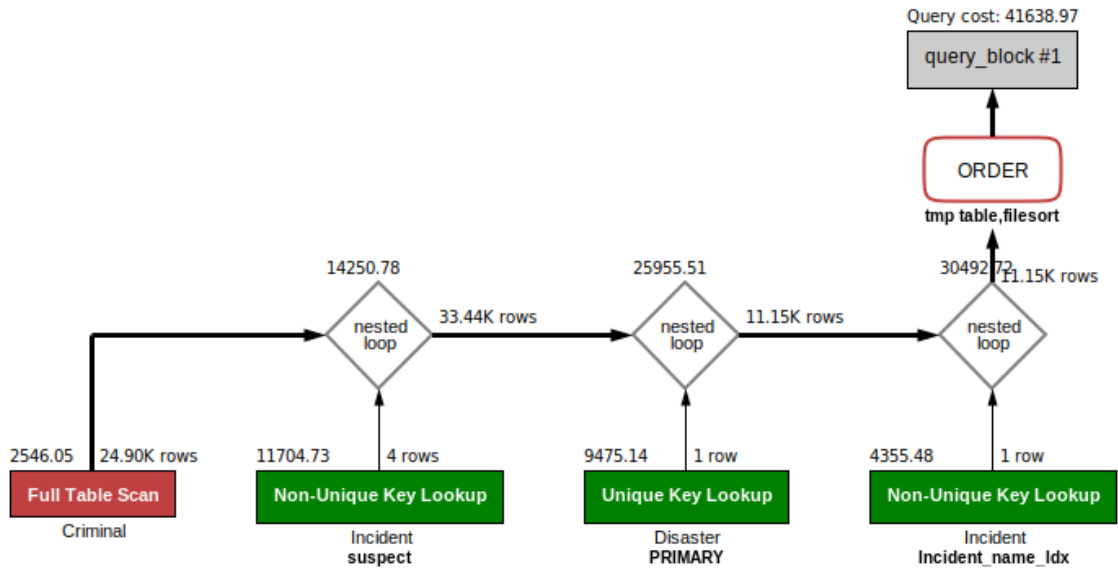 Query cost: 41638.97
query_block #1
ORDER
tmp table,filesort
14250.78
25955.51
30492.72
11.15K rows
nested
loop
33.44K rows
nested
loop
11.15K rows
nested
loop
2546.05
24.90K rows
11704.73
4 rows
9475.14
1 row
4355.48
1 row
Full Table Scan
Non-Unique Key Lookup
Unique Key Lookup
Non-Unique Key Lookup
Criminal
Incident
suspect
Disaster
PRIMARY
Incident
Incident_name_Idx